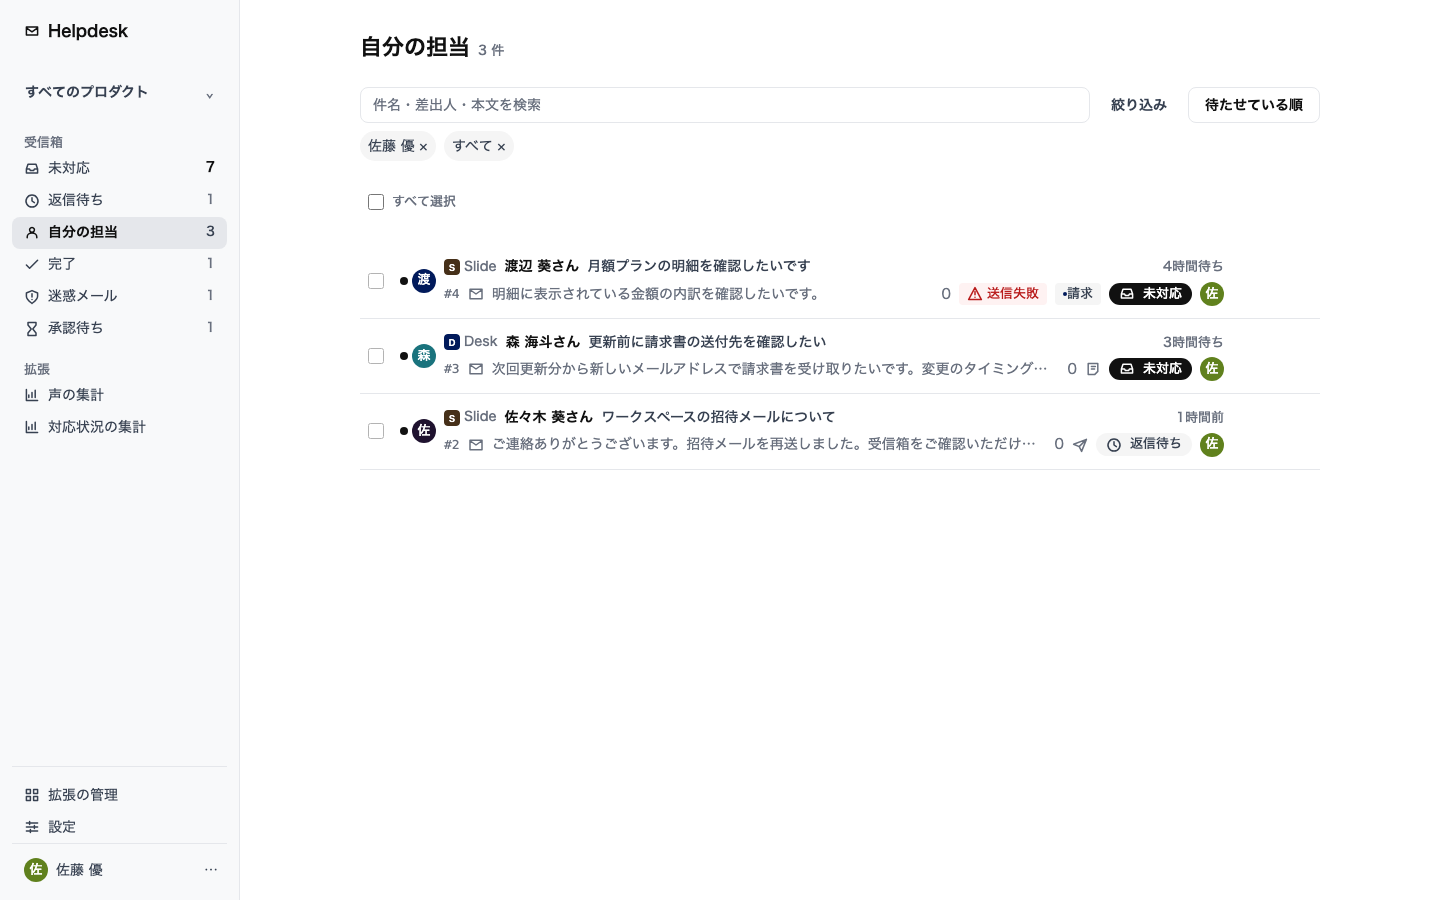 Helpdesk
すべてのプロダクト
受信箱
未対応 7
返信待ち 1
自分の担当 3
完了 1
迷惑メール 1
承認待ち 1
拡張
声の集計
対応状況の集計
拡張の管理
設定
佐 佐藤 優 …
自分の担当 3 件
件名・差出人・本文を検索 絞り込み 待たせている順
佐藤 優 × すべて ×
すべて選択
渡 S Slide 渡辺 葵さん 月額プランの明細を確認したいです 4時間待ち
#4 明細に表示されている金額の内訳を確認したいです。 0 送信失敗 •請求 未対応 佐
森 D Desk 森 海斗さん 更新前に請求書の送付先を確認したい 3時間待ち
#3 次回更新分から新しいメールアドレスで請求書を受け取りたいです。変更のタイミング… 0 未対応 佐
佐 S Slide 佐々木 葵さん ワークスペースの招待メールについて 1時間前
#2 ご連絡ありがとうございます。招待メールを再送しました。受信箱をご確認いただけ… 0 返信待ち 佐